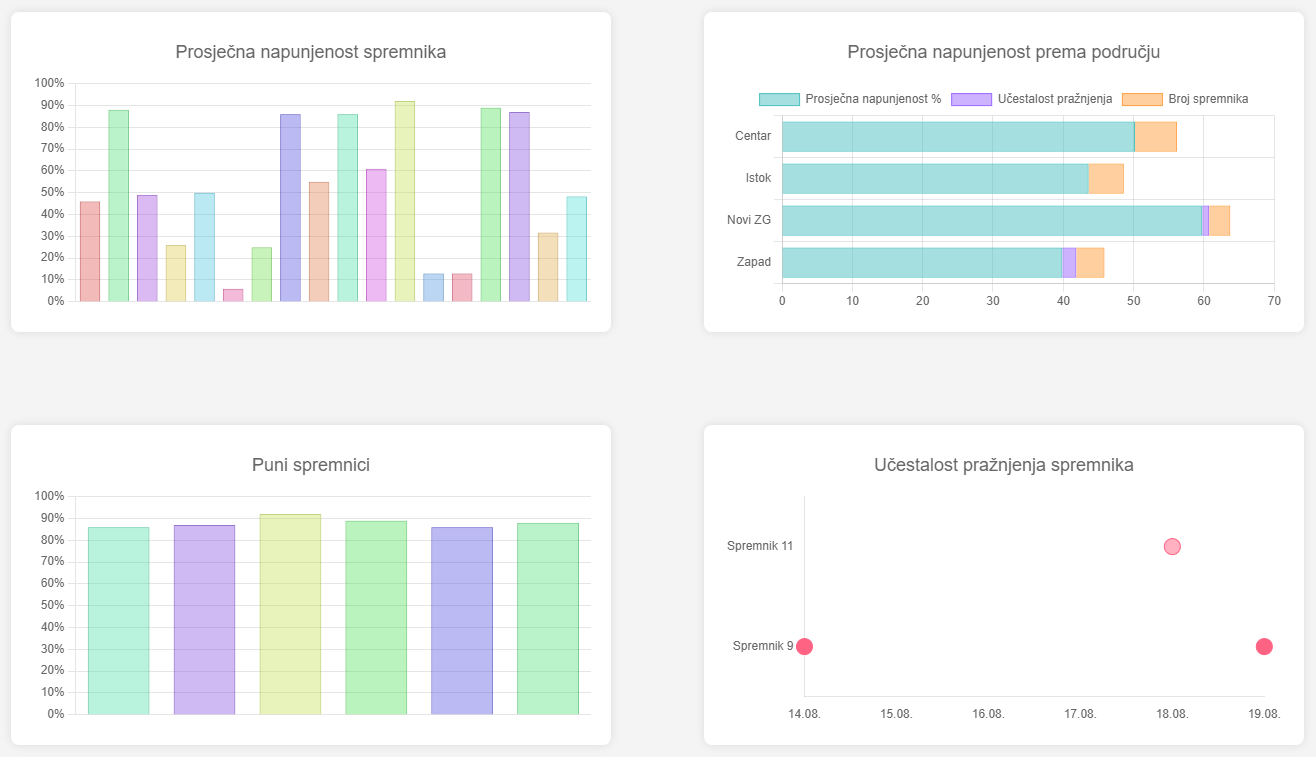 Prosječna napunjenost spremnika
100%
90%
80%
70%
60%
50%
40%
30%
20%
10%
0%
Prosječna napunjenost prema području
Prosječna napunjenost % Učestalost pražnjenja Broj spremnika
Centar
Istok
Novi ZG
Zapad
0 10 20 30 40 50 60 70
Puni spremnici
100%
90%
80%
70%
60%
50%
40%
30%
20%
10%
0%
Učestalost pražnjenja spremnika
Spremnik 11
Spremnik 9
14.08. 15.08. 16.08. 17.08. 18.08. 19.08.